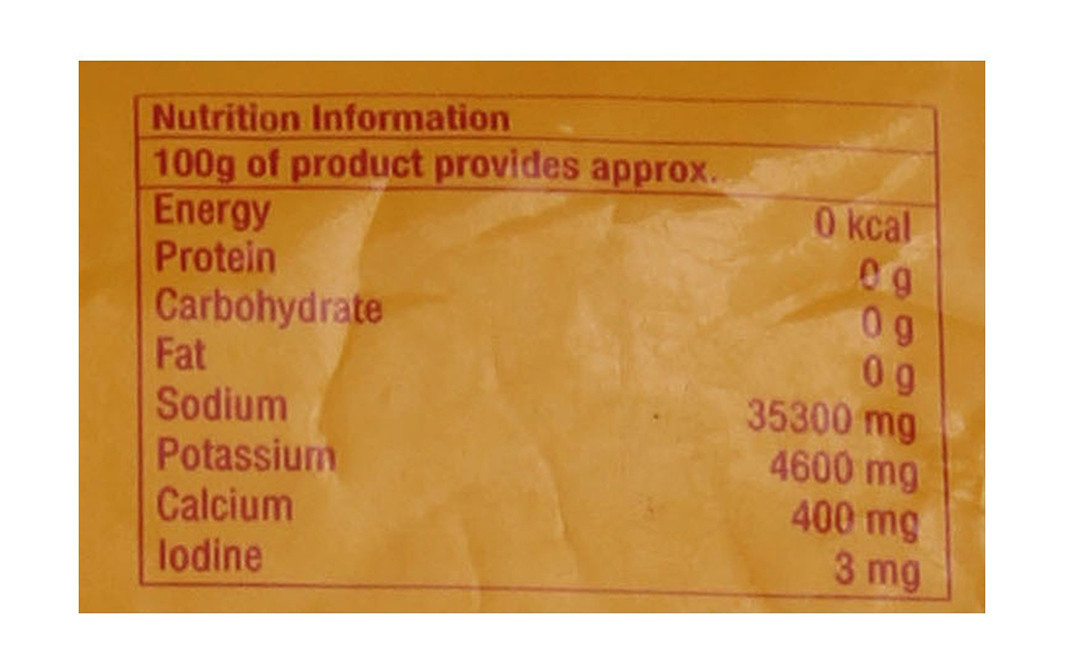 Nutrition Information
100g of product provides approx.
Energy 0 kcal
Protein 0 g
Carbohydrate 0 g
Fat 0 g
Sodium 35300 mg
Potassium 4600 mg
Calcium 400 mg
Iodine 3 mg